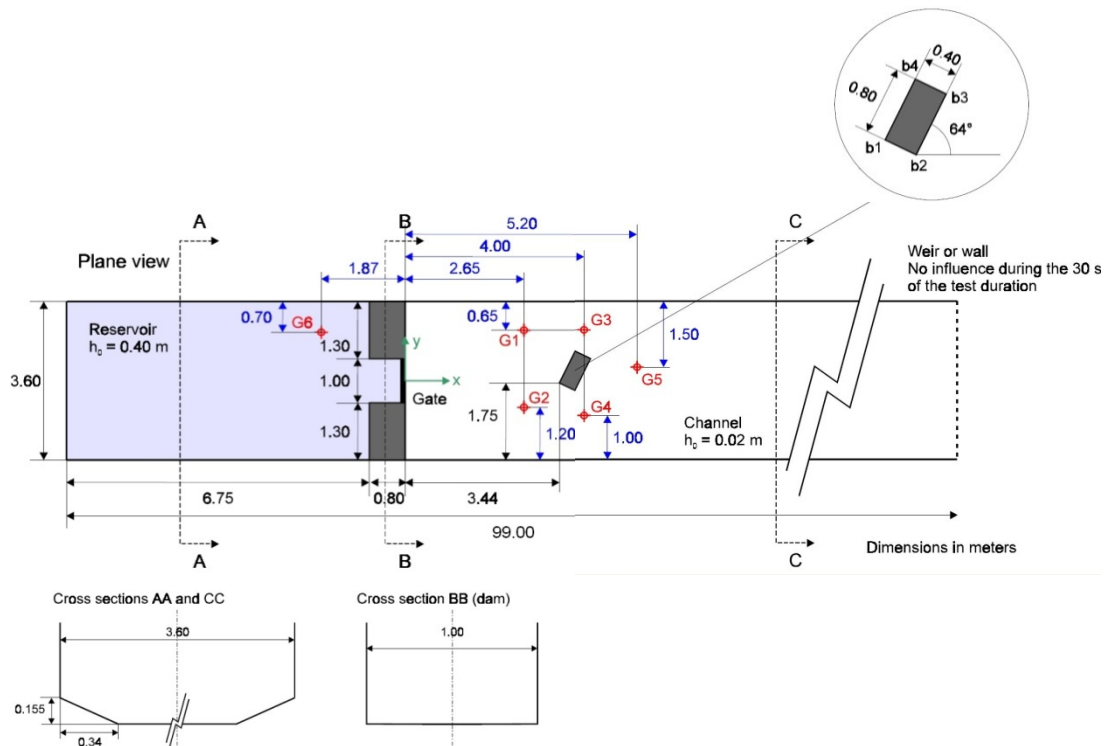 0.40
b4
0.80
b3
64°
b1
b2
A
B
C
5.20
4.00
Plane view
1.87
2.65
Weir or wall
No influence during the 30 s
of the test duration
0.70
G6
Reservoir
h₀ = 0.40 m
1.30
0.65
G1
G3
1.50
3.60
y
1.00
x
Gate
G5
1.75
G2
G4
1.30
1.20
1.00
Channel
h₀ = 0.02 m
6.75
0.80
3.44
99.00
A
B
C
Dimensions in meters
Cross sections AA and CC
Cross section BB (dam)
3.60
1.00
0.155
0.34